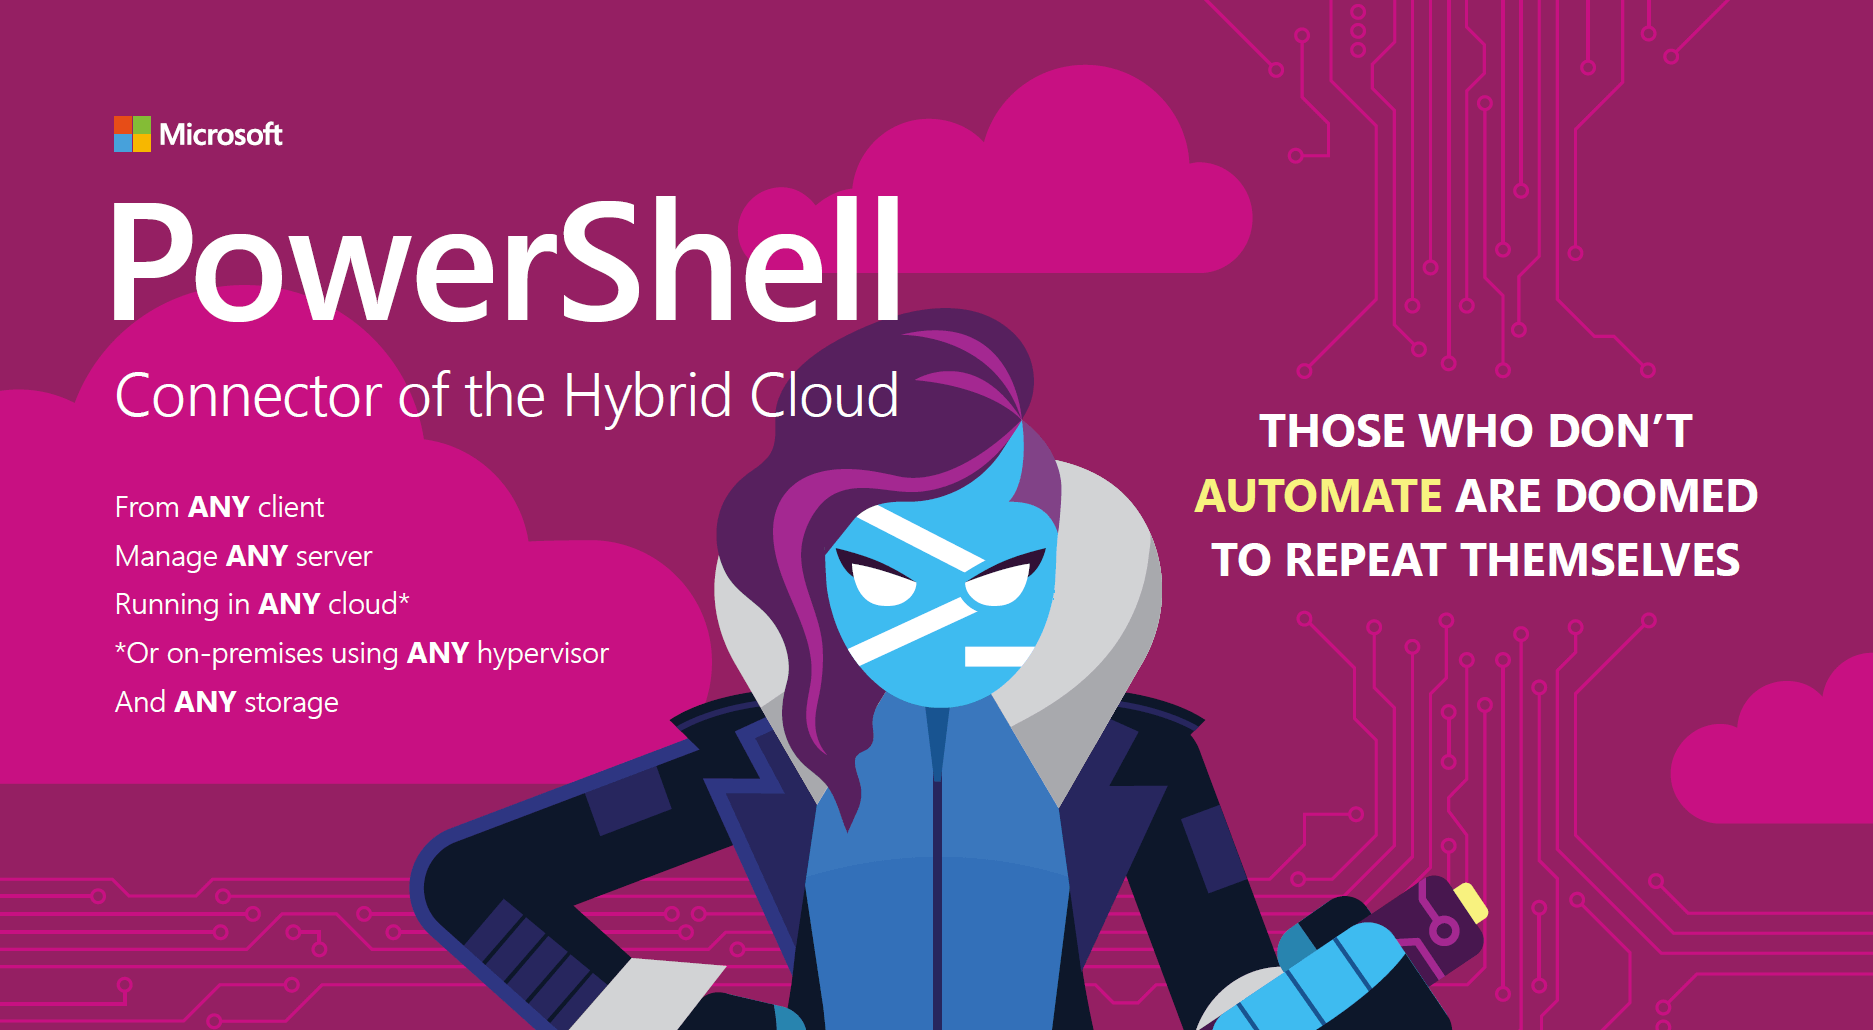 Microsoft
PowerShell
Connector of the Hybrid Cloud
From ANY client
Manage ANY server
Running in ANY cloud*
*Or on-premises using ANY hypervisor
And ANY storage
THOSE WHO DON’T
AUTOMATE ARE DOOMED
TO REPEAT THEMSELVES